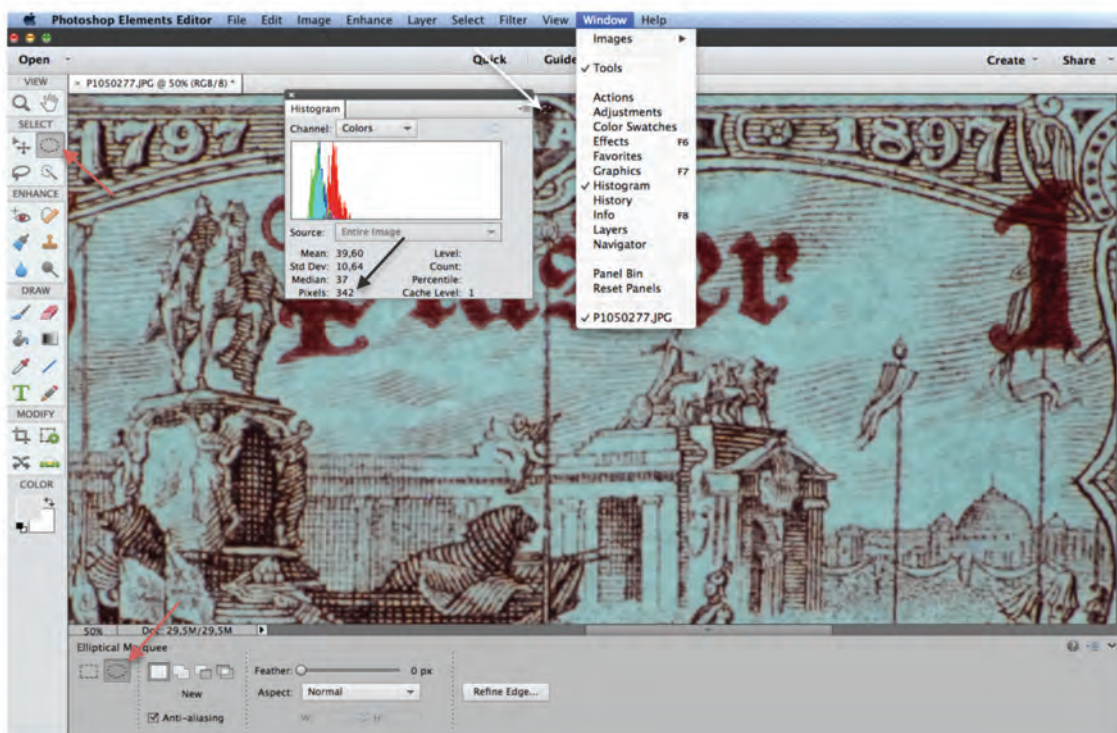 Photoshop Elements Editor File Edit Image Enhance Layer Select Filter View Window Help
Open Quick Guide Create Share
VIEW
× P1050277.JPG @ 50% (RGB/8) *
SELECT
ENHANCE
DRAW
T
MODIFY
COLOR
Histogram
Channel: Colors
Source: Entire Image
Mean: 39,60 Level:
Std Dev: 10,64 Count:
Median: 37 Percentile:
Pixels: 342 Cache Level: 1
Images
✓ Tools
Actions
Adjustments
Color Swatches
Effects F6
Favorites
Graphics F7
✓ Histogram
History
Info F8
Layers
Navigator
Panel Bin
Reset Panels
✓ P1050277.JPG
1797 1897
1
50% Doc: 29,5M/29,5M
Elliptical Marquee
New
Anti-aliasing
Feather: 0 px
Aspect: Normal
W: H:
Refine Edge...